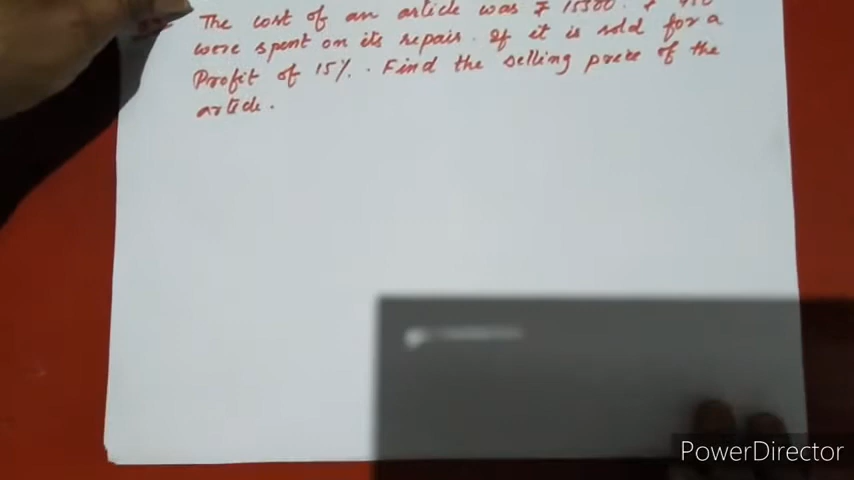 The cost of an article was ₹ 15500. ₹ 450
were spent on its repair. If it is sold for a
Profit of 15%. Find the selling price of the
article.
PowerDirector